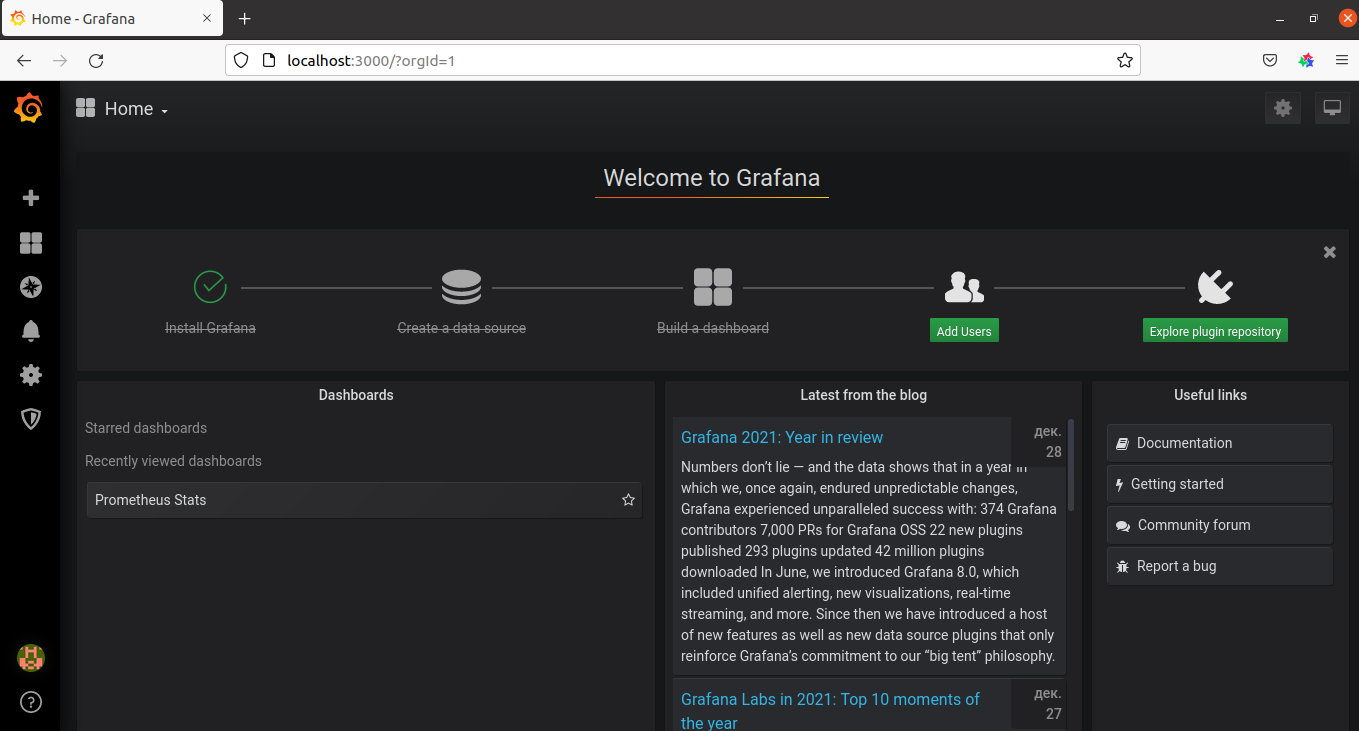 Home - Grafana
localhost:3000/?orgId=1
Home
Welcome to Grafana
Install Grafana
Create a data source
Build a dashboard
Add Users
Explore plugin repository
Dashboards
Starred dashboards
Recently viewed dashboards
Prometheus Stats
Latest from the blog
Grafana 2021: Year in review
дек.
28
Numbers don’t lie — and the data shows that in a year in
which we, once again, endured unpredictable changes,
Grafana experienced unparalleled success with: 374 Grafana
contributors 7,000 PRs for Grafana OSS 22 new plugins
published 293 plugins updated 42 million plugins
downloaded In June, we introduced Grafana 8.0, which
included unified alerting, new visualizations, real-time
streaming, and more. Since then we have introduced a host
of new features as well as new data source plugins that only
reinforce Grafana’s commitment to our “big tent” philosophy.
Grafana Labs in 2021: Top 10 moments of
the year
дек.
27
Useful links
Documentation
Getting started
Community forum
Report a bug